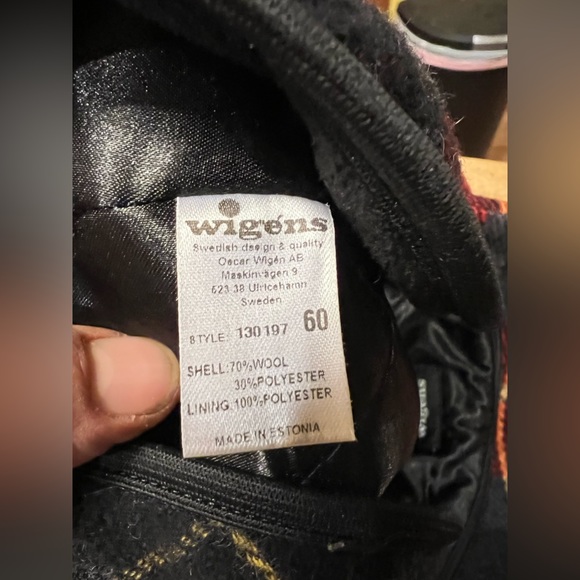 wigéns
Swedish design & quality
Oscar Wigén AB
Maskinvägen 9
523 38 Ulricehamn
Sweden
STYLE: 130197 60
SHELL:70%WOOL
30%POLYESTER
LINING:100%POLYESTER
MADE IN ESTONIA